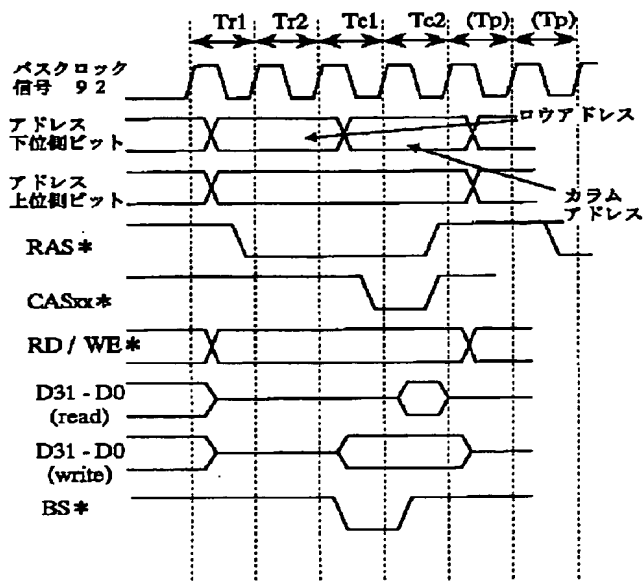 Tr1 Tr2 Tc1 Tc2 (Tp) (Tp)
バスクロック
信号 92
アドレス
下位側ビット
ロウアドレス
アドレス
上位側ビット
カラム
アドレス
RAS*
CASxx*
RD / WE*
D31 - D0
(read)
D31 - D0
(write)
BS*